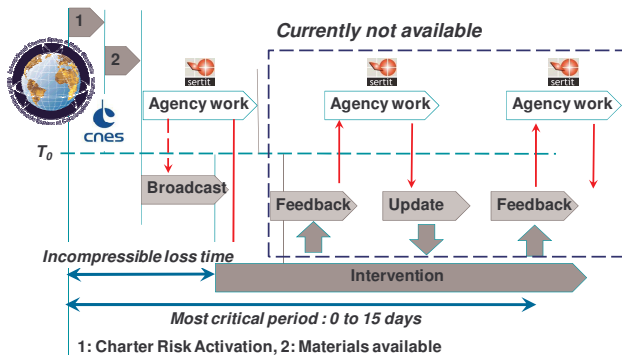 1
Currently not available
2
sertit
sertit
sertit
Agency work
Agency work
Agency work
cnes
T0
Broadcast
Feedback
Update
Feedback
Incompressible loss time
Intervention
Most critical period : 0 to 15 days
1: Charter Risk Activation, 2: Materials available